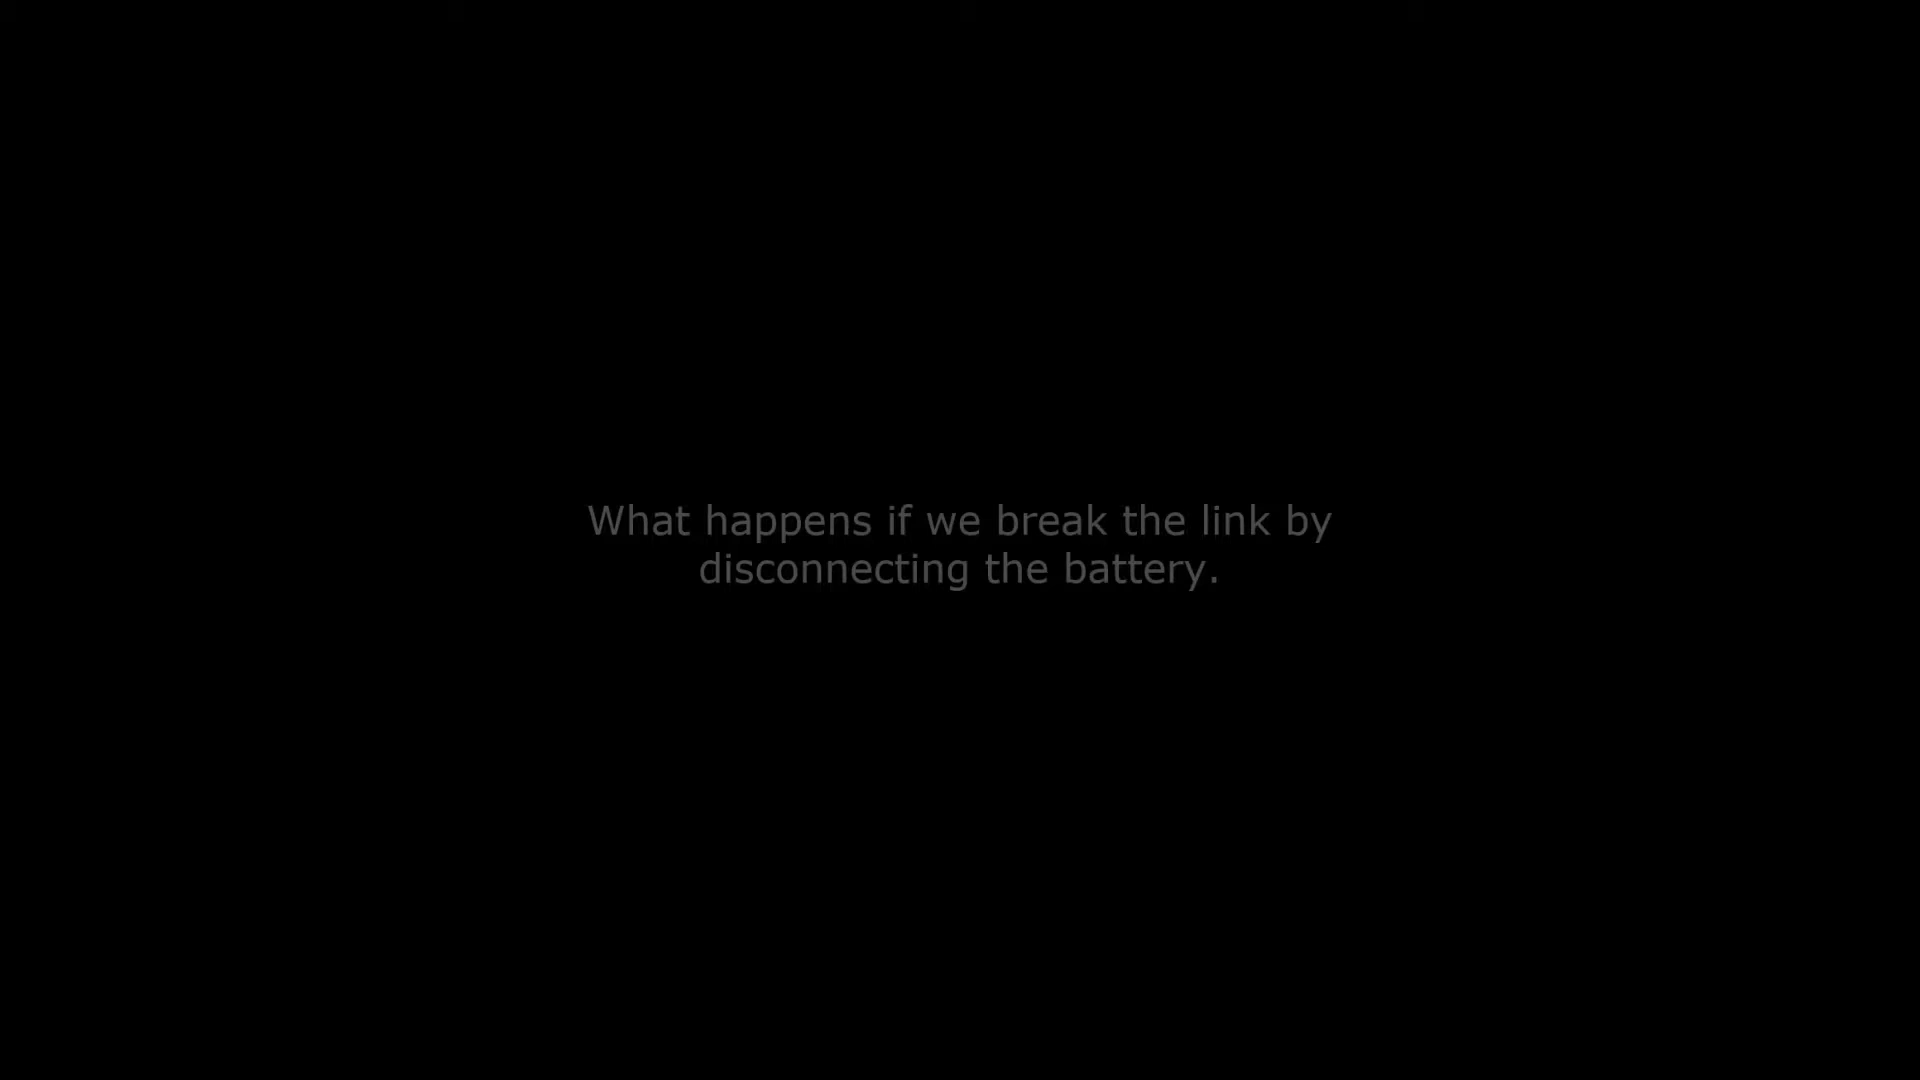 What happens if we break the link by
disconnecting the battery.